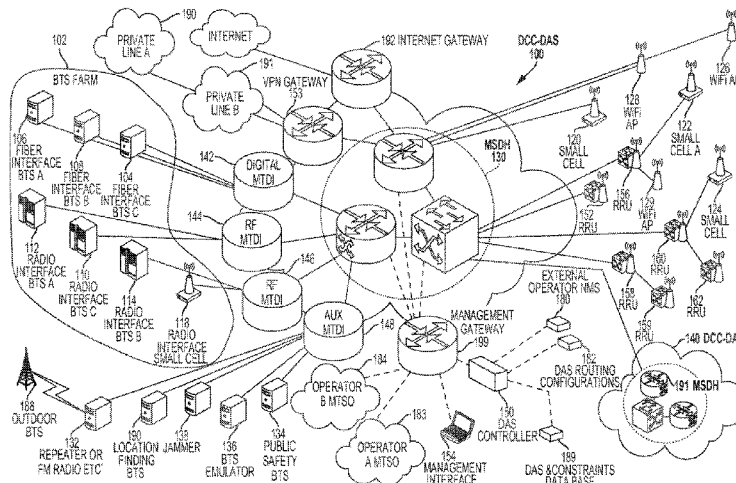 190
PRIVATE
LINE A
INTERNET
192 INTERNET GATEWAY
DCC-DAS
100
102
BTS FARM
191
PRIVATE
LINE B
VPN GATEWAY
153
126
WiFi AP
128
WiFi
AP
122
SMALL
CELL A
120
SMALL
CELL
MSDH
130
106
FIBER
INTERFACE
BTS A
108
FIBER
INTERFACE
BTS B
104
FIBER
INTERFACE
BTS C
142
DIGITAL
MTDI
144
RF
MTDI
146
RF
MTDI
AUX
MTDI
148
112
RADIO
INTERFACE
BTS A
110
RADIO
INTERFACE
BTS C
114
RADIO
INTERFACE
BTS B
118
RADIO
INTERFACE
SMALL CELL
152
RRU
156
RRU
129
WiFi
AP
124
SMALL
CELL
160
RRU
162
RRU
158
RRU
159
RRU
EXTERNAL
OPERATOR NMS
180
MANAGEMENT
GATEWAY
199
182
DAS ROUTING
CONFIGURATIONS
140 DCC-DAS
191 MSDH
184
OPERATOR
B MTSO
183
OPERATOR
A MTSO
150
DAS
CONTROLLER
154
MANAGEMENT
INTERFACE
189
DAS &CONSTRAINTS
DATA BASE
188
OUTDOOR
BTS
132
REPEATER OR
FM RADIO ETC'
190
LOCATION
FINDING
BTS
138
JAMMER
136
BTS
EMULATOR
134
PUBLIC
SAFETY
BTS